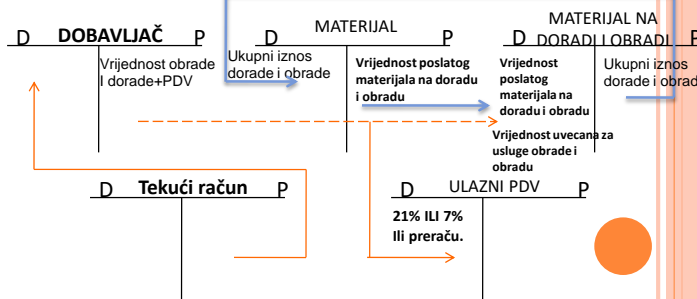 D DOBAVLJAČ P
Vrijednost obrade
I dorade+PDV
D MATERIJAL P
Ukupni iznos
dorade i obrade
Vrijednost poslatog
materijala na doradu
i obradu
MATERIJAL NA
D DORADI I OBRADI P
Vrijednost
poslatog
materijala na
doradu i obradu
Vrijednost uvecana za
usluge obrade i
obradu
Ukupni iznos
dorade i obrad
D Tekući račun P
D ULAZNI PDV P
21% ILI 7%
Ili preraču.